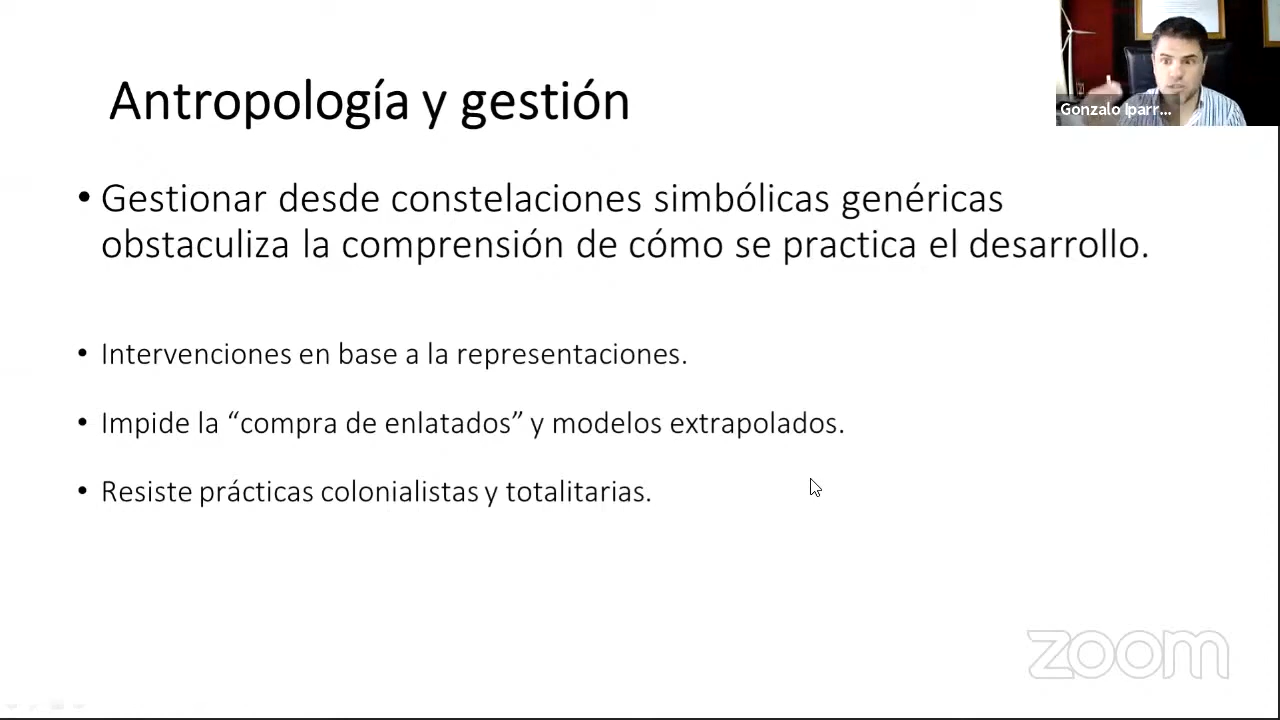 Antropología y gestión
Gonzalo Iparr...
• Gestionar desde constelaciones simbólicas genéricas
obstaculiza la comprensión de cómo se practica el desarrollo.
• Intervenciones en base a la representaciones.
• Impide la “compra de enlatados” y modelos extrapolados.
• Resiste prácticas colonialistas y totalitarias.
zoom